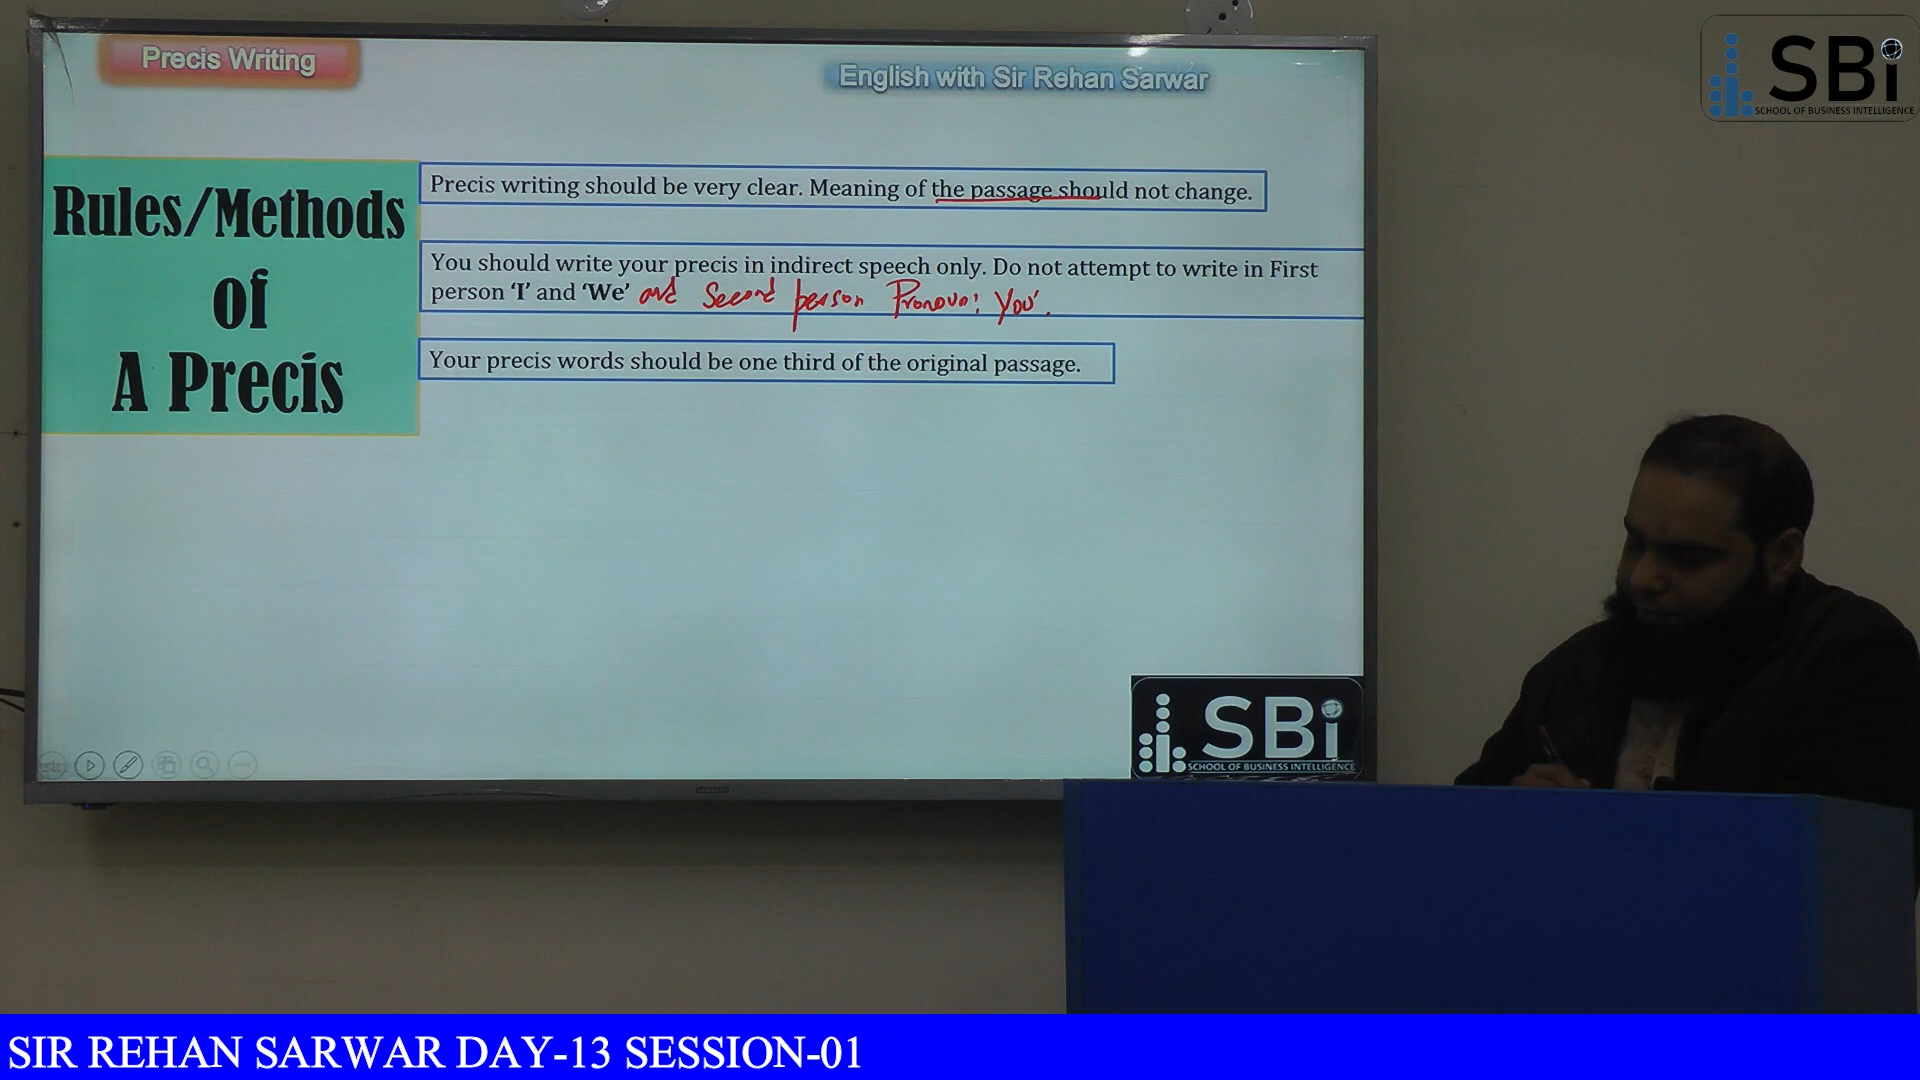 Precis Writing
English with Sir Rehan Sarwar
SBi
SCHOOL OF BUSINESS INTELLIGENCE
Rules/Methods
of
A Precis
Precis writing should be very clear. Meaning of the passage should not change.
You should write your precis in indirect speech only. Do not attempt to write in First
person ‘I’ and ‘We’ and Second person Pronoun: You'.
Your precis words should be one third of the original passage.
SBi
SCHOOL OF BUSINESS INTELLIGENCE
SIR REHAN SARWAR DAY-13 SESSION-01